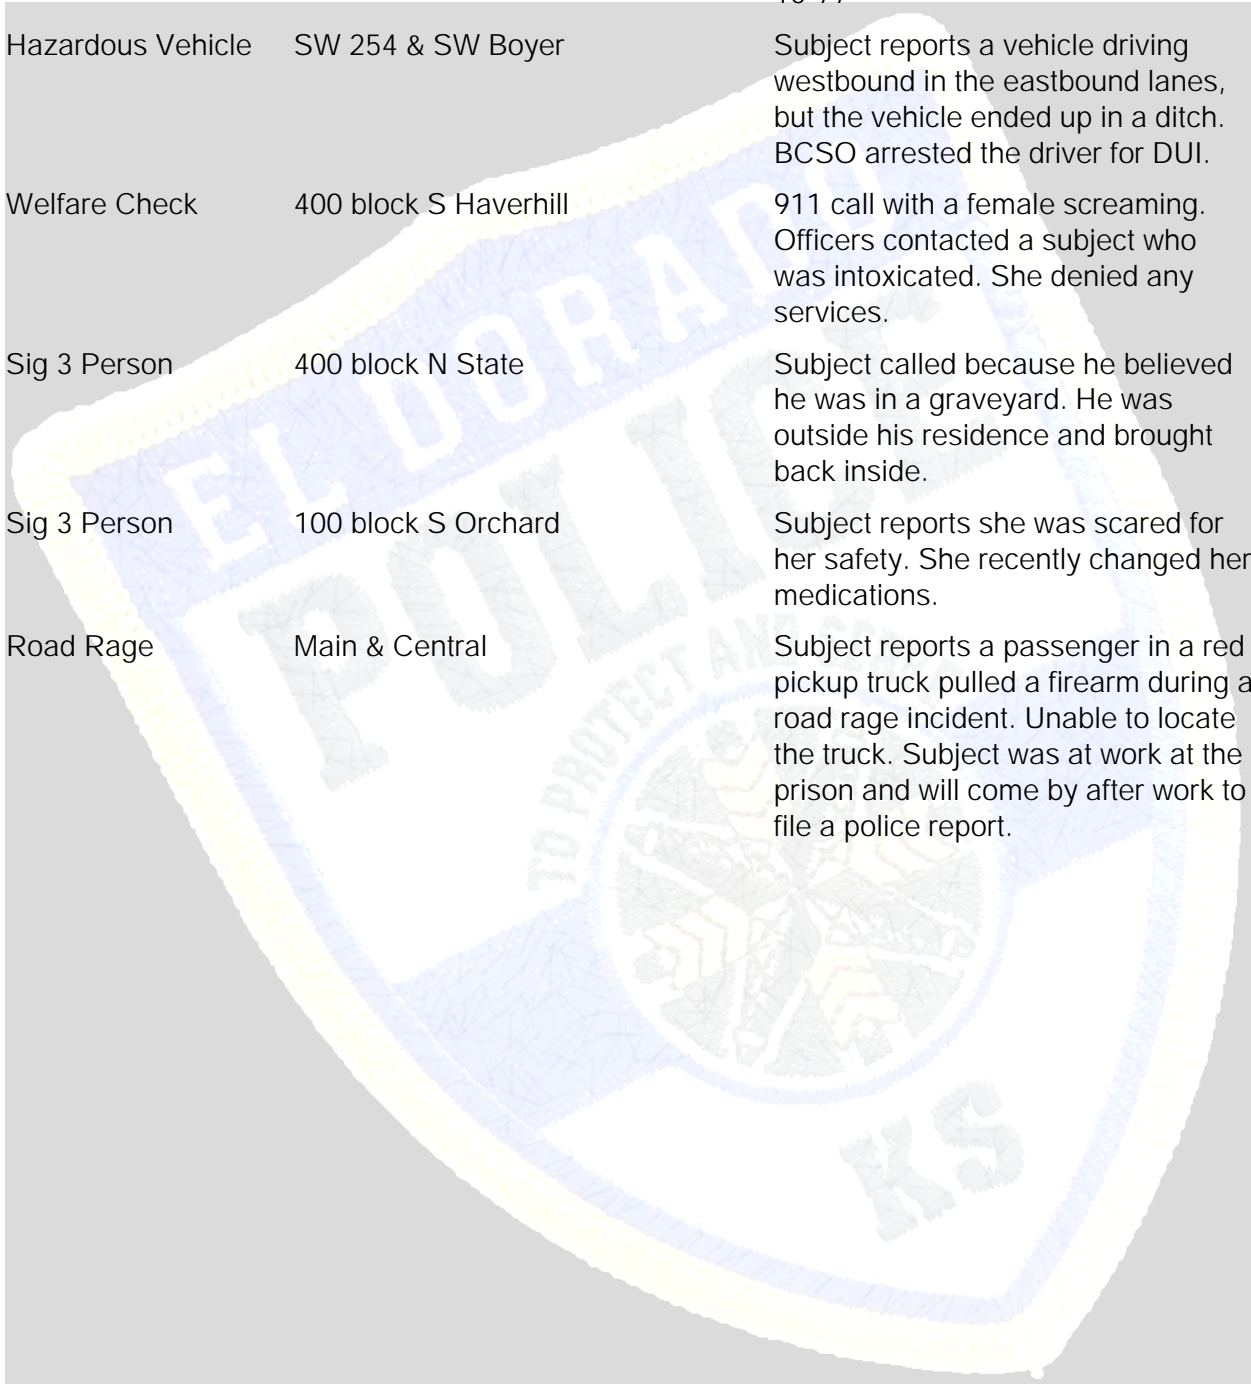 Hazardous Vehicle SW 254 & SW Boyer Subject reports a vehicle driving
westbound in the eastbound lanes,
but the vehicle ended up in a ditch.
BCSO arrested the driver for DUI.
Welfare Check 400 block S Haverhill 911 call with a female screaming.
Officers contacted a subject who
was intoxicated. She denied any
services.
Sig 3 Person 400 block N State Subject called because he believed
he was in a graveyard. He was
outside his residence and brought
back inside.
Sig 3 Person 100 block S Orchard Subject reports she was scared for
her safety. She recently changed her
medications.
Road Rage Main & Central Subject reports a passenger in a red
pickup truck pulled a firearm during a
road rage incident. Unable to locate
the truck. Subject was at work at the
prison and will come by after work to
file a police report.
EL DORADO
POLICE
TO PROTECT AND
KS